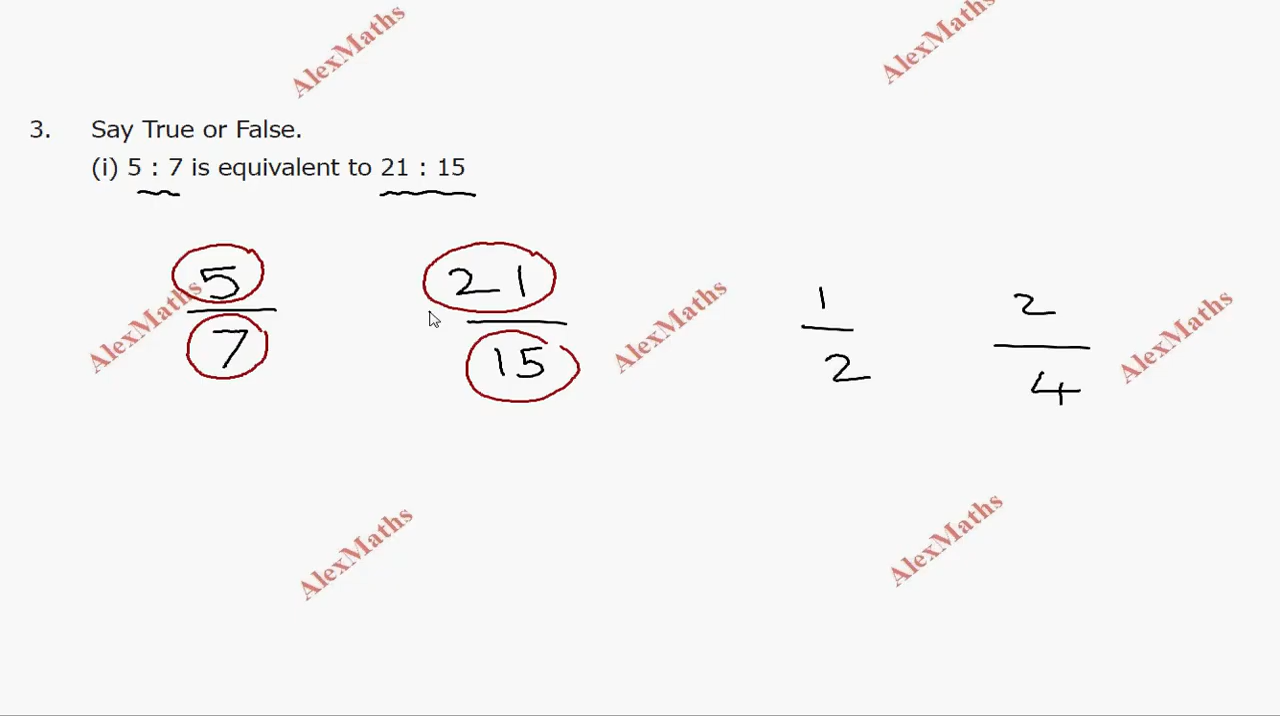 AlexMaths
AlexMaths
3. Say True or False.
(i) 5 : 7 is equivalent to 21 : 15
5
7
21
15
1
2
2
4
AlexMaths
AlexMaths
AlexMaths
AlexMaths
AlexMaths